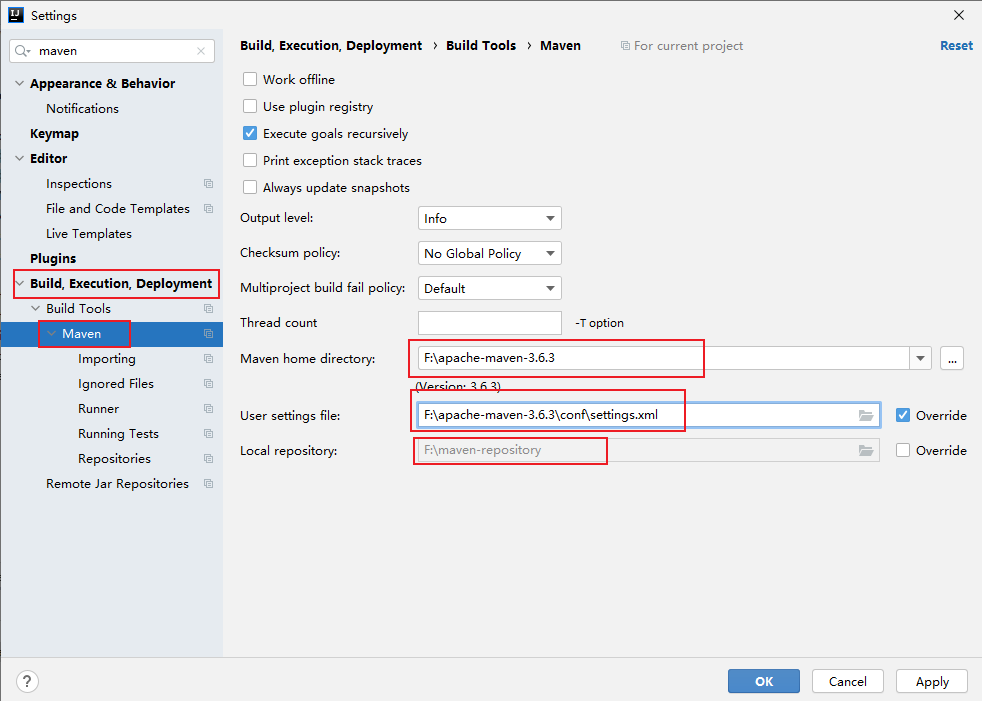 Settings
maven
Build, Execution, Deployment › Build Tools › Maven For current project Reset
Appearance & Behavior
Notifications
Keymap
Editor
Inspections
File and Code Templates
Live Templates
Plugins
Build, Execution, Deployment
Build Tools
Maven
Importing
Ignored Files
Runner
Running Tests
Repositories
Remote Jar Repositories
Work offline
Use plugin registry
Execute goals recursively
Print exception stack traces
Always update snapshots
Output level: Info
Checksum policy: No Global Policy
Multiproject build fail policy: Default
Thread count -T option
Maven home directory: F:\apache-maven-3.6.3 ...
(Version: 3.6.3)
User settings file: F:\apache-maven-3.6.3\conf\settings.xml Override
Local repository: F:\maven-repository Override
? OK Cancel Apply